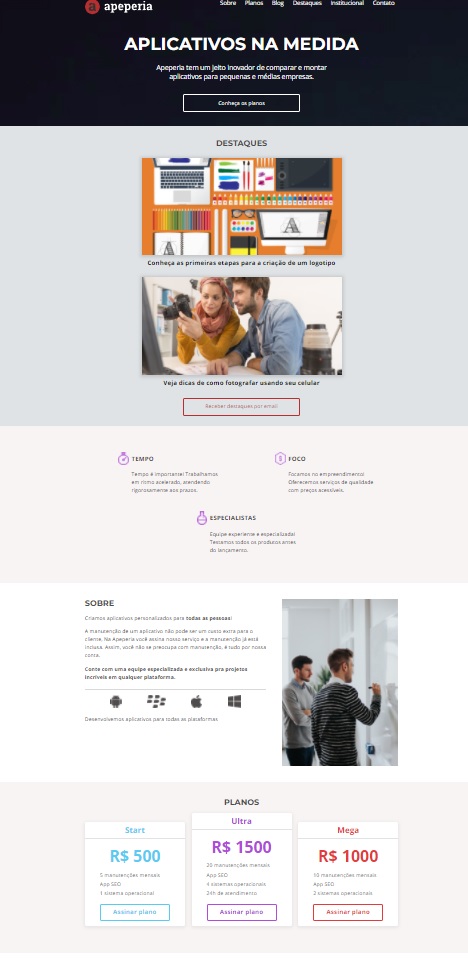 a apeperia
Sobre Planos Blog Destaques Institucional Contato
APLICATIVOS NA MEDIDA
Apeperia tem um jeito inovador de comparar e montar
aplicativos para pequenas e médias empresas.
Conheça os planos
DESTAQUES
A
A
Conheça as primeiras etapas para a criação de um logotipo
Veja dicas de como fotografar usando seu celular
Receber destaques por email
TEMPO
Tempo é importante! Trabalhamos
em ritmo acelerado, atendendo
rigorosamente aos prazos.
FOCO
Focamos no empreendimento!
Oferecemos serviços de qualidade
com preços acessíveis.
ESPECIALISTAS
Equipe experiente e especializada!
Testamos todos os produtos antes
do lançamento.
SOBRE
Criamos aplicativos personalizados para todas as pessoas!
A manutenção de um aplicativo não pode ser um custo extra para o
cliente. Na Apeperia você assina nosso serviço e a manutenção já está
inclusa. Assim, você não se preocupa com manutenção, é tudo por nossa
conta.
Conte com uma equipe especializada e exclusiva pra projetos
incríveis em qualquer plataforma.
Desenvolvemos aplicativos para todas as plataformas
PLANOS
Start
R$ 500
5 manutenções mensais
App SEO
1 sistema operacional
Assinar plano
Ultra
R$ 1500
20 manutenções mensais
App SEO
4 sistemas operacionais
24h de atendimento
Assinar plano
Mega
R$ 1000
10 manutenções mensais
App SEO
2 sistemas operacionais
Assinar plano